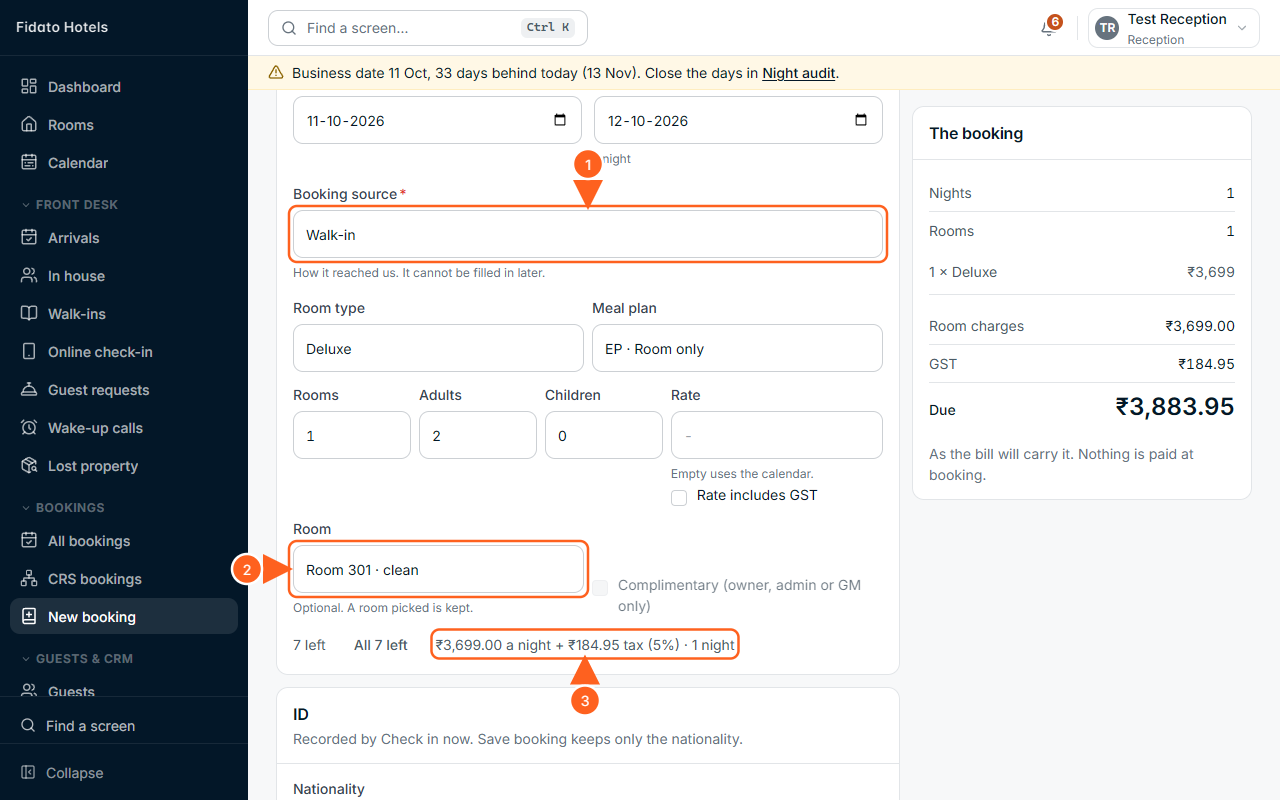 Fidato Hotels
Find a screen...
Ctrl K
6
TR
Test Reception
Reception
Business date 11 Oct, 33 days behind today (13 Nov). Close the days in Night audit.
Dashboard
Rooms
Calendar
FRONT DESK
Arrivals
In house
Walk-ins
Online check-in
Guest requests
Wake-up calls
Lost property
BOOKINGS
All bookings
CRS bookings
New booking
GUESTS & CRM
Guests
Find a screen
Collapse
11-10-2026
12-10-2026
night
1
Booking source*
Walk-in
How it reached us. It cannot be filled in later.
Room type
Meal plan
Deluxe
EP · Room only
Rooms
Adults
Children
Rate
1
2
0
-
Empty uses the calendar.
Rate includes GST
Room
2
Room 301 · clean
Optional. A room picked is kept.
Complimentary (owner, admin or GM only)
7 left
All 7 left
₹3,699.00 a night + ₹184.95 tax (5%) · 1 night
3
ID
Recorded by Check in now. Save booking keeps only the nationality.
Nationality
The booking
Nights 1
Rooms 1
1 × Deluxe ₹3,699
Room charges ₹3,699.00
GST ₹184.95
Due ₹3,883.95
As the bill will carry it. Nothing is paid at
booking.